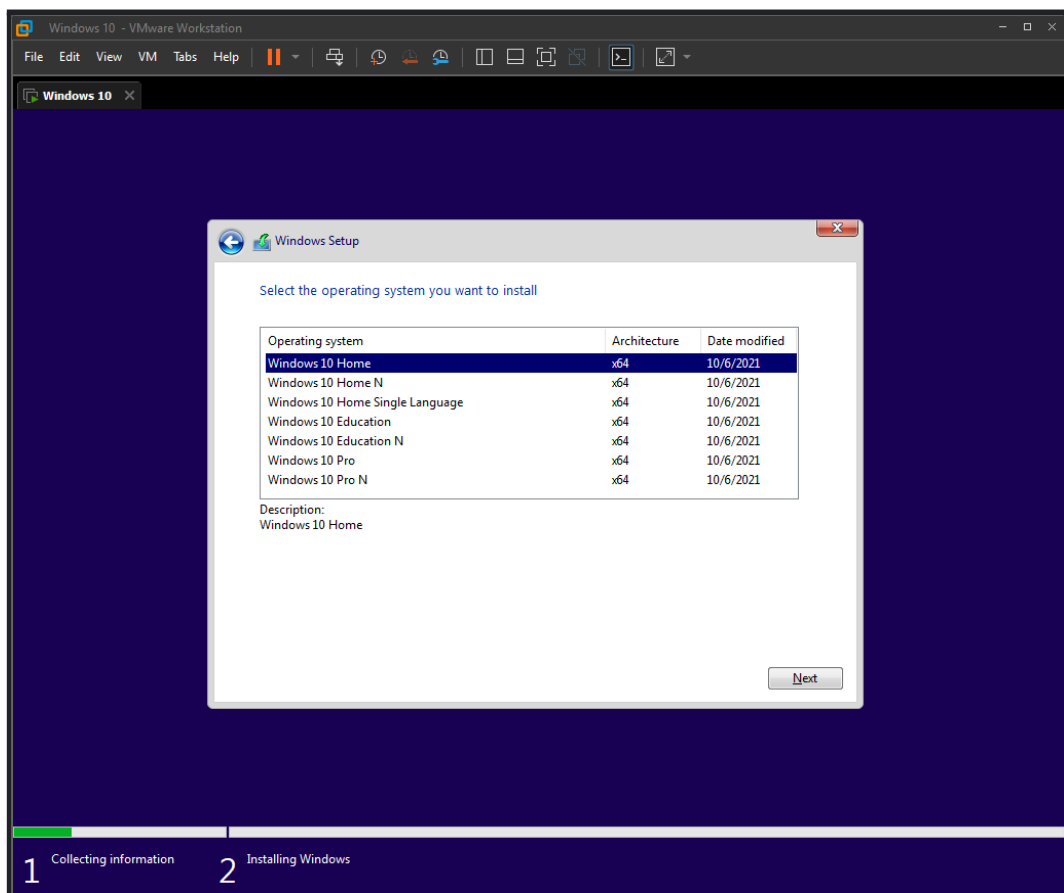 Windows 10 - VMware Workstation
File Edit View VM Tabs Help
Windows 10
Windows Setup
Select the operating system you want to install
Operating system Architecture Date modified
Windows 10 Home x64 10/6/2021
Windows 10 Home N x64 10/6/2021
Windows 10 Home Single Language x64 10/6/2021
Windows 10 Education x64 10/6/2021
Windows 10 Education N x64 10/6/2021
Windows 10 Pro x64 10/6/2021
Windows 10 Pro N x64 10/6/2021
Description:
Windows 10 Home
Next
1 Collecting information 2 Installing Windows